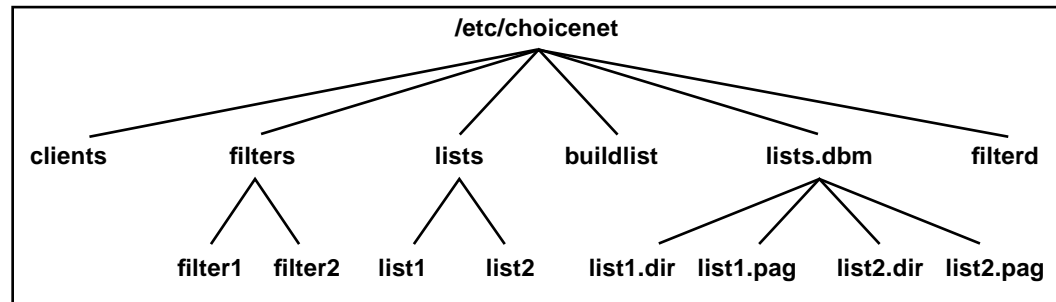 /etc/choicenet
clients filters lists buildlist lists.dbm filterd
filter1 filter2 list1 list2 list1.dir list1.pag list2.dir list2.pag